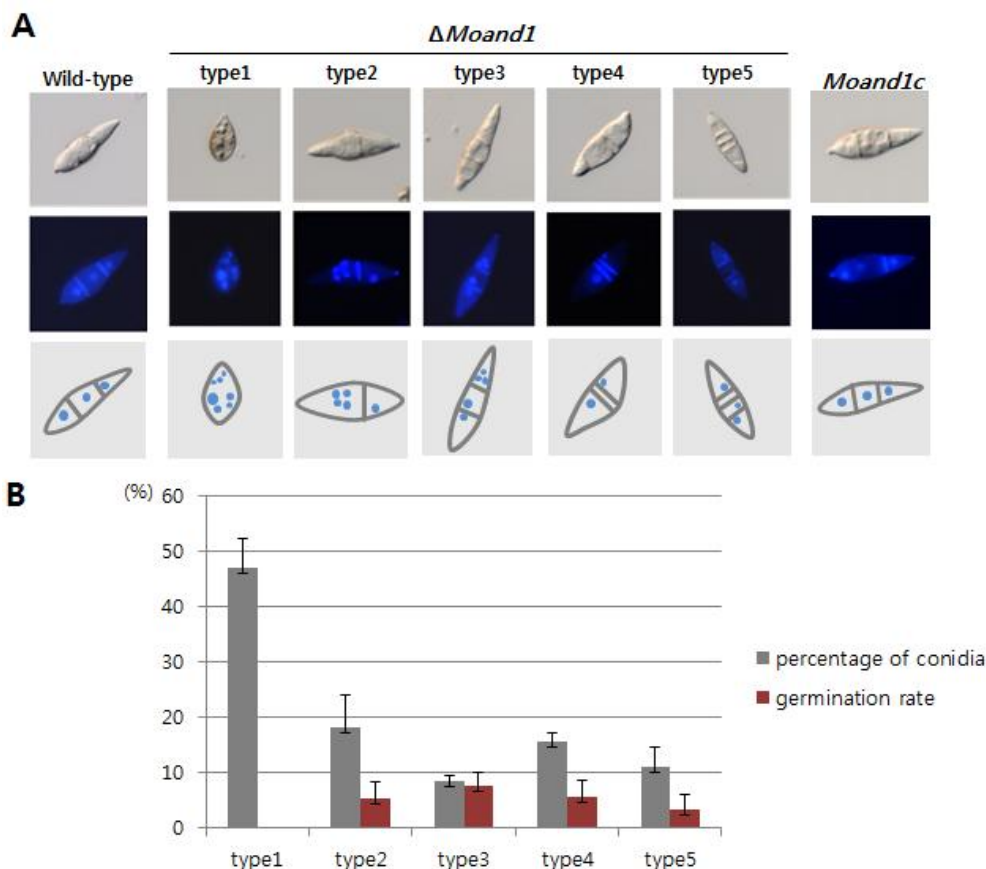 A
ΔMoand1
Wild-type type1 type2 type3 type4 type5 Moand1c
B
(%) 60
50
40
30
20
10
0
percentage of conidia
germination rate
type1 type2 type3 type4 type5